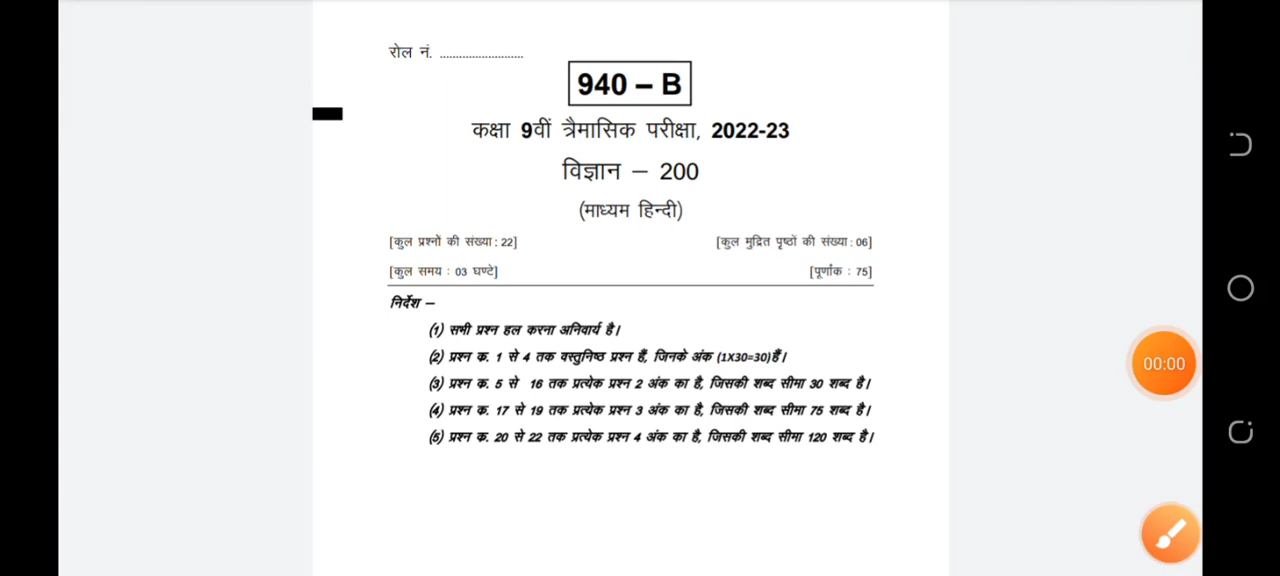 रोल नं. .........................
940 – B
कक्षा 9वीं त्रैमासिक परीक्षा, 2022-23
विज्ञान – 200
(माध्यम हिन्दी)
[कुल प्रश्नों की संख्या : 22] [कुल मुद्रित पृष्ठों की संख्या : 06]
[कुल समय : 03 घण्टे] [पूर्णांक : 75]
निर्देश –
(1) सभी प्रश्न हल करना अनिवार्य है।
(2) प्रश्न क्र. 1 से 4 तक वस्तुनिष्ठ प्रश्न हैं, जिनके अंक (1X30=30)हैं।
(3) प्रश्न क्र. 5 से 16 तक प्रत्येक प्रश्न 2 अंक का है, जिसकी शब्द सीमा 30 शब्द है।
(4) प्रश्न क्र. 17 से 19 तक प्रत्येक प्रश्न 3 अंक का है, जिसकी शब्द सीमा 75 शब्द है।
(5) प्रश्न क्र. 20 से 22 तक प्रत्येक प्रश्न 4 अंक का है, जिसकी शब्द सीमा 120 शब्द है।
00:00